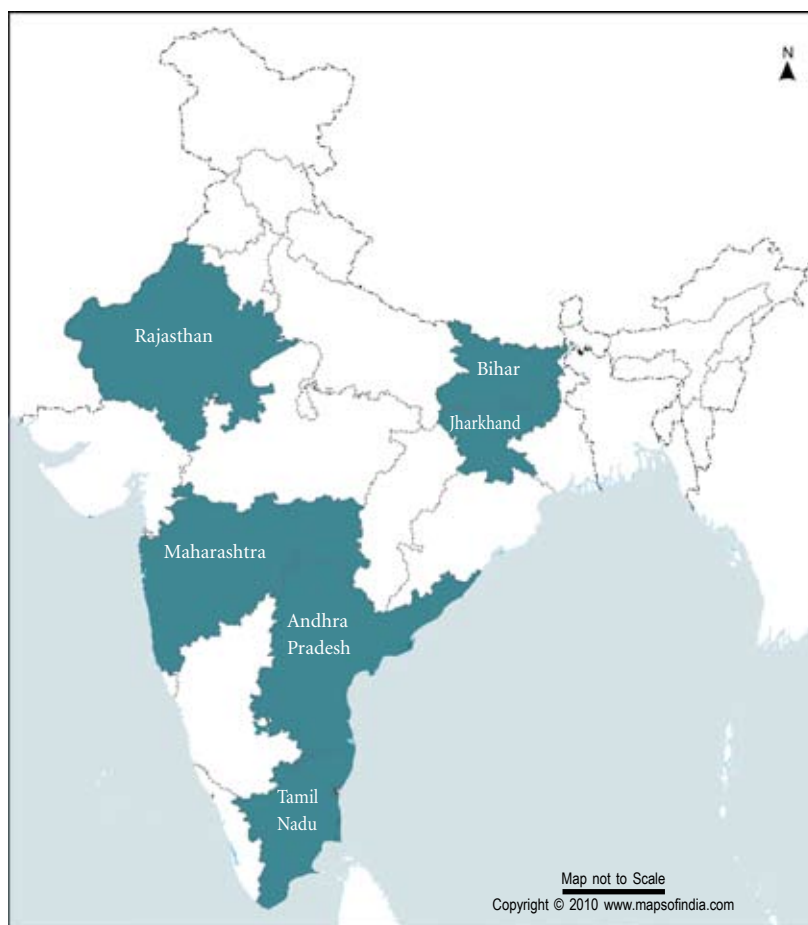 N
Rajasthan
Bihar
Jharkhand
Maharashtra
Andhra
Pradesh
Tamil
Nadu
Map not to Scale
Copyright © 2010 www.mapsofindia.com